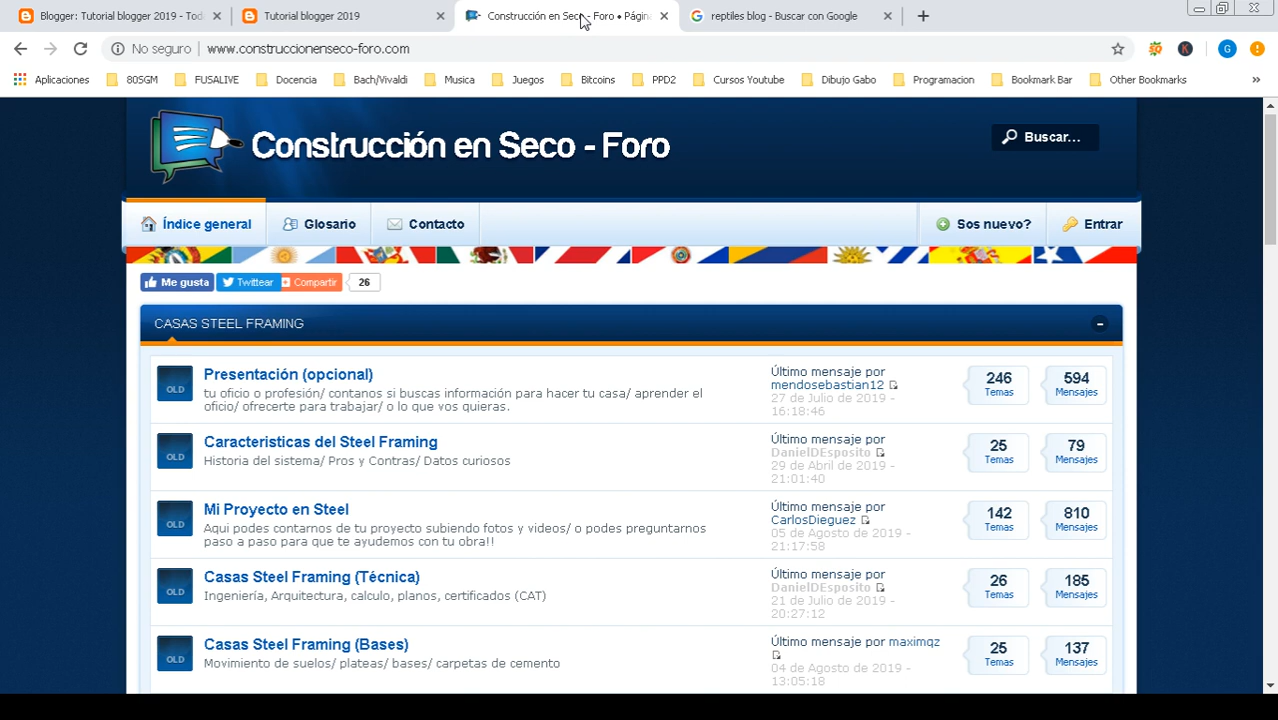 Blogger: Tutorial blogger 2019 - Tod
Tutorial blogger 2019
Construcción en Seco - Foro • Págin
reptiles blog - Buscar con Google
No seguro | www.construccionenseco-foro.com
Aplicaciones
80SGM
FUSALIVE
Docencia
Bach/Vivaldi
Musica
Juegos
Bitcoins
PPD2
Cursos Youtube
Dibujo Gabo
Programacion
Bookmark Bar
Other Bookmarks
Construcción en Seco - Foro
Buscar...
Índice general
Glosario
Contacto
Sos nuevo?
Entrar
Me gusta
Twittear
Compartir
26
CASAS STEEL FRAMING
OLD
Presentación (opcional)
tu oficio o profesión/ contanos si buscas información para hacer tu casa/ aprender el
oficio/ ofrecerte para trabajar/ o lo que vos quieras.
Último mensaje por
mendosebastian12
27 de Julio de 2019 -
16:18:46
246
Temas
594
Mensajes
OLD
Caracteristicas del Steel Framing
Historia del sistema/ Pros y Contras/ Datos curiosos
Último mensaje por
DanielDEsposito
29 de Abril de 2019 -
21:01:40
25
Temas
79
Mensajes
OLD
Mi Proyecto en Steel
Aqui podes contarnos de tu proyecto subiendo fotos y videos/ o podes preguntarnos
paso a paso para que te ayudemos con tu obra!!
Último mensaje por
CarlosDieguez
05 de Agosto de 2019 -
21:17:58
142
Temas
810
Mensajes
OLD
Casas Steel Framing (Técnica)
Ingeniería, Arquitectura, calculo, planos, certificados (CAT)
Último mensaje por
DanielDEsposito
21 de Julio de 2019 -
20:27:12
26
Temas
185
Mensajes
OLD
Casas Steel Framing (Bases)
Movimiento de suelos/ plateas/ bases/ carpetas de cemento
Último mensaje por maximqz
04 de Agosto de 2019 -
13:05:18
25
Temas
137
Mensajes